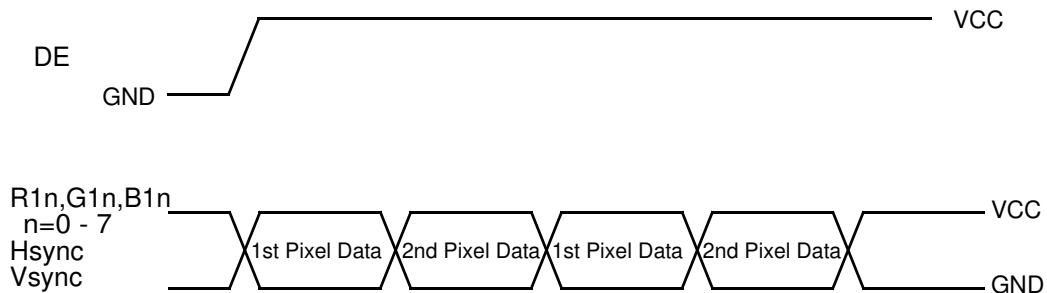 VCC
DE
GND
R1n,G1n,B1n
n=0 - 7
Hsync
Vsync
1st Pixel Data
2nd Pixel Data
1st Pixel Data
2nd Pixel Data
VCC
GND